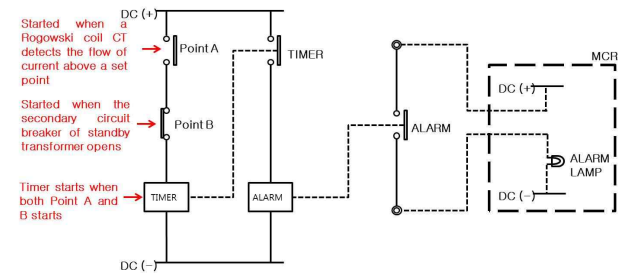 DC (+)
Started when a
Rogowski coil CT
detects the flow of
current above a set
point
Point A
TIMER
MCR
DC (+)
Started when the
secondary circuit
breaker of standby
transformer opens
Point B
ALARM
ALARM
LAMP
Timer starts when
both Point A and
B starts
TIMER
ALARM
DC (−)
DC (−)